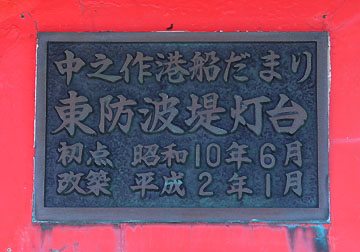 中之作港船だまり
東防波堤灯台
初点 昭和10年6月
改築 平成2年1月